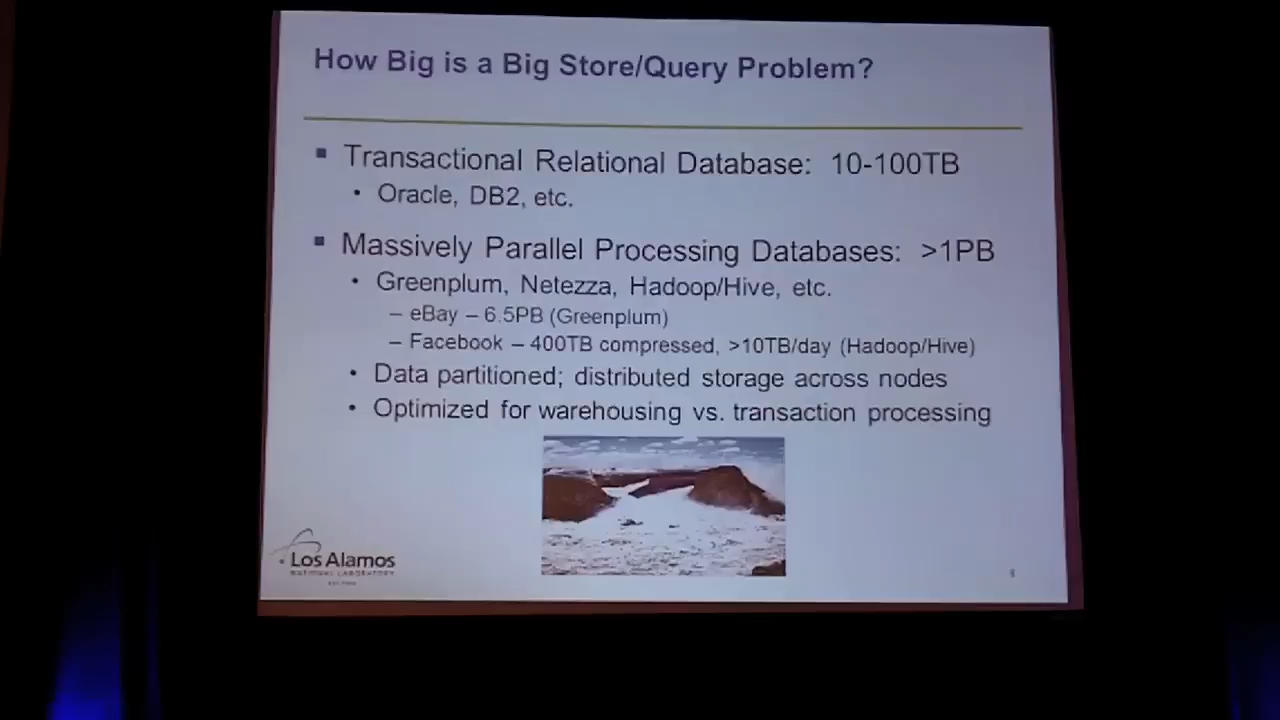 How Big is a Big Store/Query Problem?
▪ Transactional Relational Database: 10-100TB
• Oracle, DB2, etc.
▪ Massively Parallel Processing Databases: >1PB
• Greenplum, Netezza, Hadoop/Hive, etc.
– eBay – 6.5PB (Greenplum)
– Facebook – 400TB compressed, >10TB/day (Hadoop/Hive)
• Data partitioned; distributed storage across nodes
• Optimized for warehousing vs. transaction processing
Los Alamos
NATIONAL LABORATORY